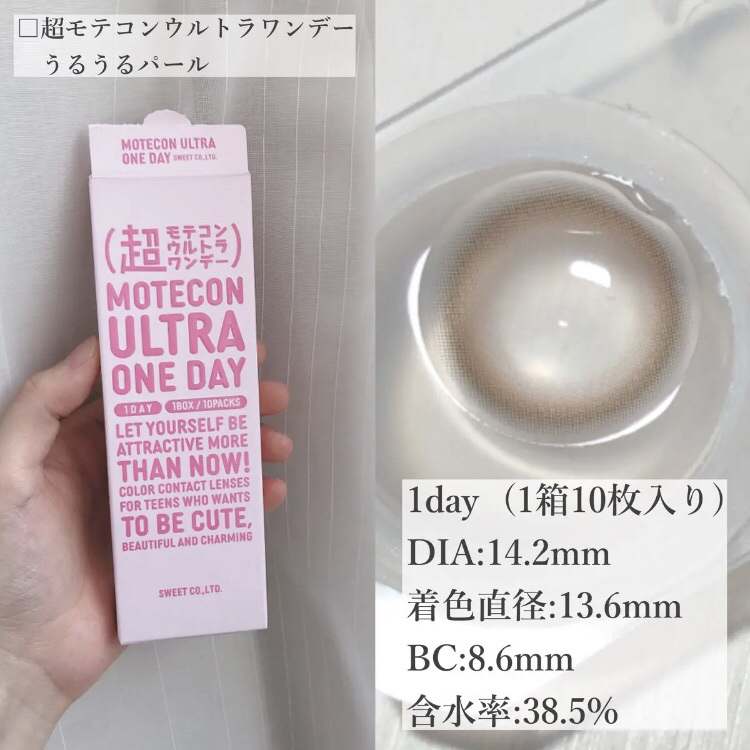 □超モテコンウルトラワンデー
うるうるパール
MOTECON ULTRA
ONE DAY SWEET CO.,LTD.
(超モテコンウルトラワンデー)
MOTECON
ULTRA
ONE DAY
1DAY 1BOX / 10PACKS
LET YOURSELF BE
ATTRACTIVE MORE
THAN NOW!
COLOR CONTACT LENSES
FOR TEENS WHO WANTS
TO BE CUTE,
BEAUTIFUL AND CHARMING
SWEET CO.,LTD.
1day（1箱10枚入り）
DIA:14.2mm
着色直径:13.6mm
BC:8.6mm
含水率:38.5%